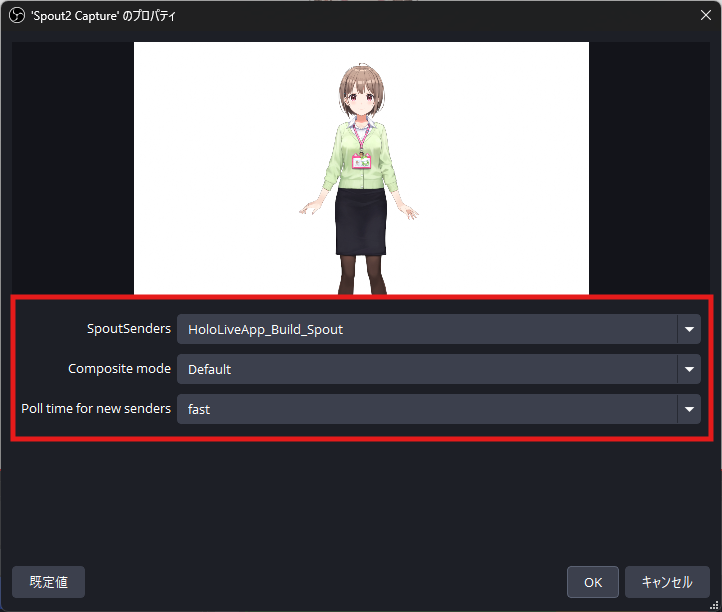 'Spout2 Capture' のプロパティ
SpoutSenders HoloLiveApp_Build_Spout
Composite mode Default
Poll time for new senders fast
既定値 OK キャンセル